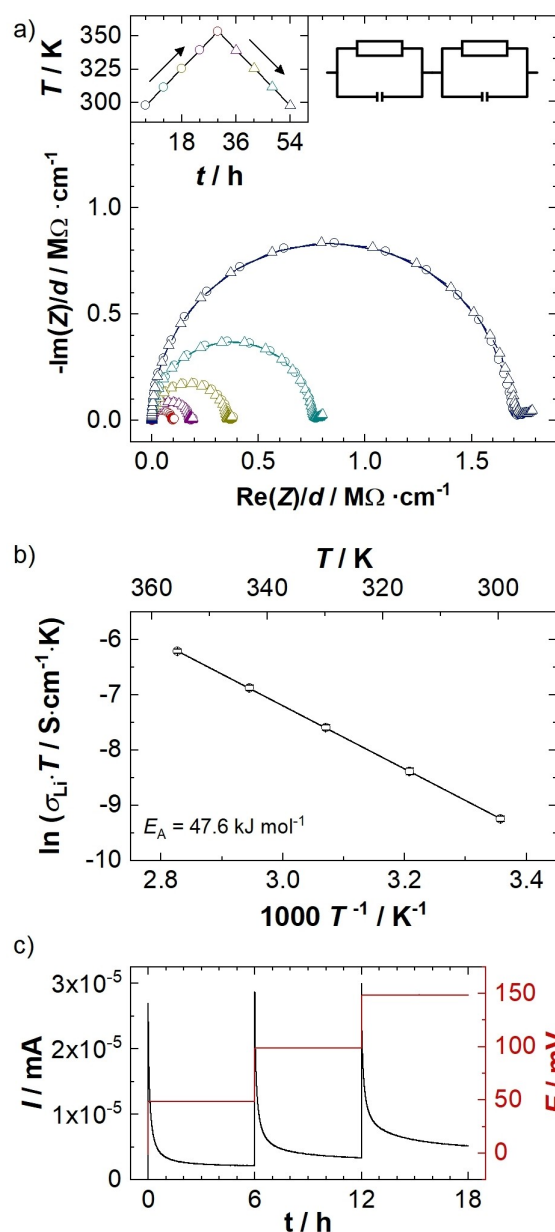 a)
T / K
350
325
300
18 36 54
t / h
-Im(Z)/d / MΩ ·cm⁻¹
1.0
0.5
0.0
0.0 0.5 1.0 1.5
Re(Z)/d / MΩ ·cm⁻¹
b)
T / K
360 340 320 300
ln (σLi· T / S·cm⁻¹·K)
-6
-7
-8
-9
-10
EA = 47.6 kJ mol⁻¹
2.8 3.0 3.2 3.4
1000 T ⁻¹ / K⁻¹
c)
I / mA
3x10⁻⁵
2x10⁻⁵
1x10⁻⁵
0
150
100
50
0
E / mV
0 6 12 18
t / h